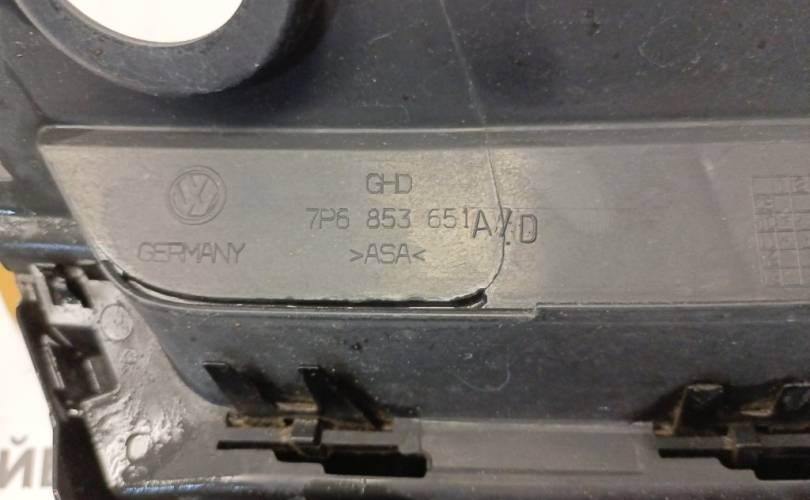 GHD
7P6 853 651 A/D
GERMANY
>ASA<